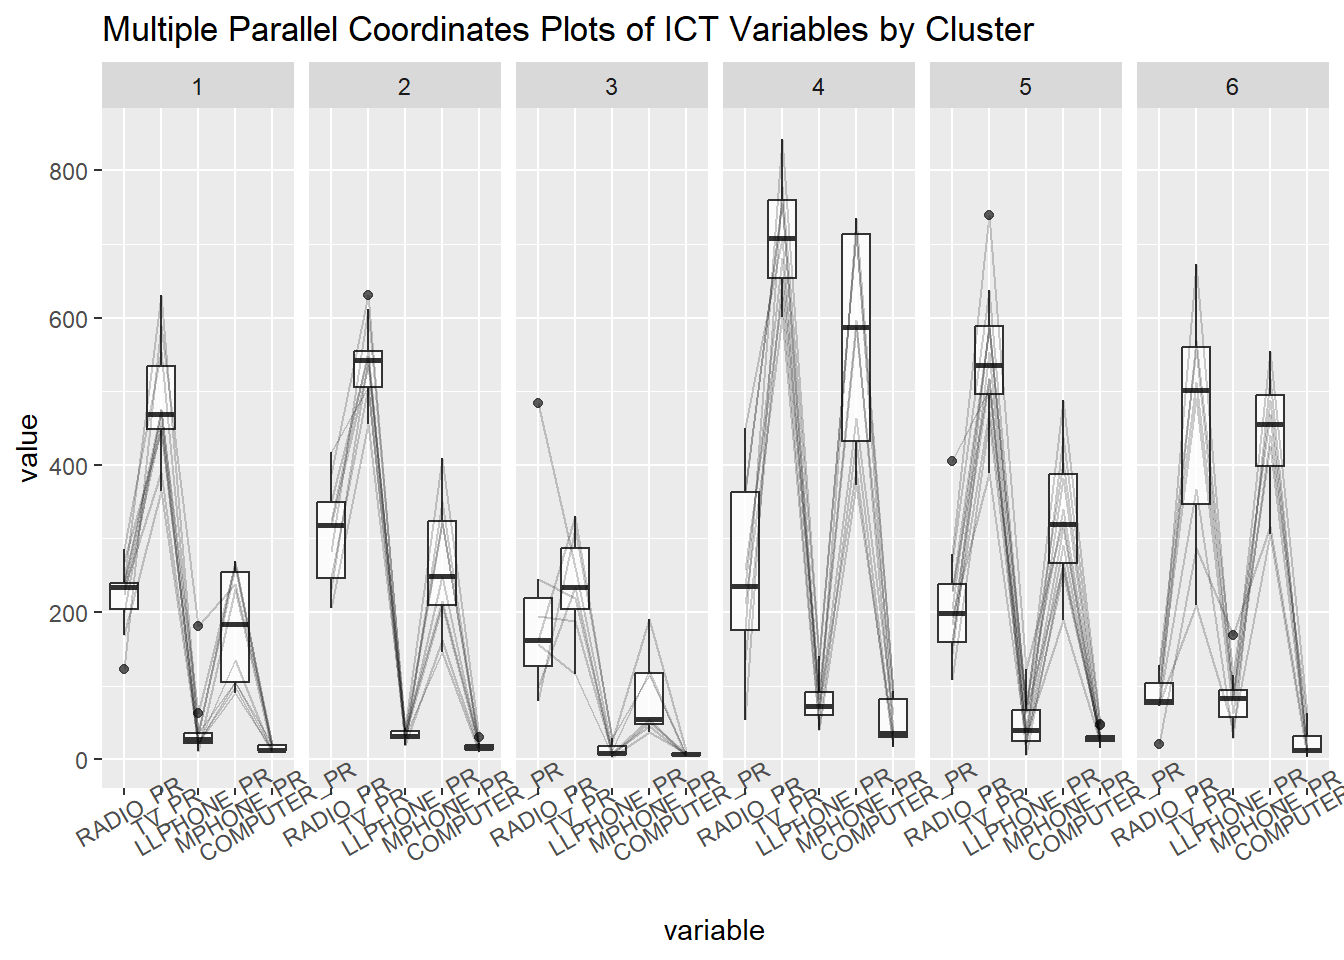 Multiple Parallel Coordinates Plots of ICT Variables by Cluster
1 2 3 4 5 6
800
600
400
200
0
value
RADIO_PR TV_PR LLPHONE_PR MPHONE_PR COMPUTER_PR RADIO_PR TV_PR LLPHONE_PR MPHONE_PR COMPUTER_PR RADIO_PR TV_PR LLPHONE_PR MPHONE_PR COMPUTER_PR RADIO_PR TV_PR LLPHONE_PR MPHONE_PR COMPUTER_PR RADIO_PR TV_PR LLPHONE_PR MPHONE_PR COMPUTER_PR RADIO_PR TV_PR LLPHONE_PR MPHONE_PR COMPUTER
variable